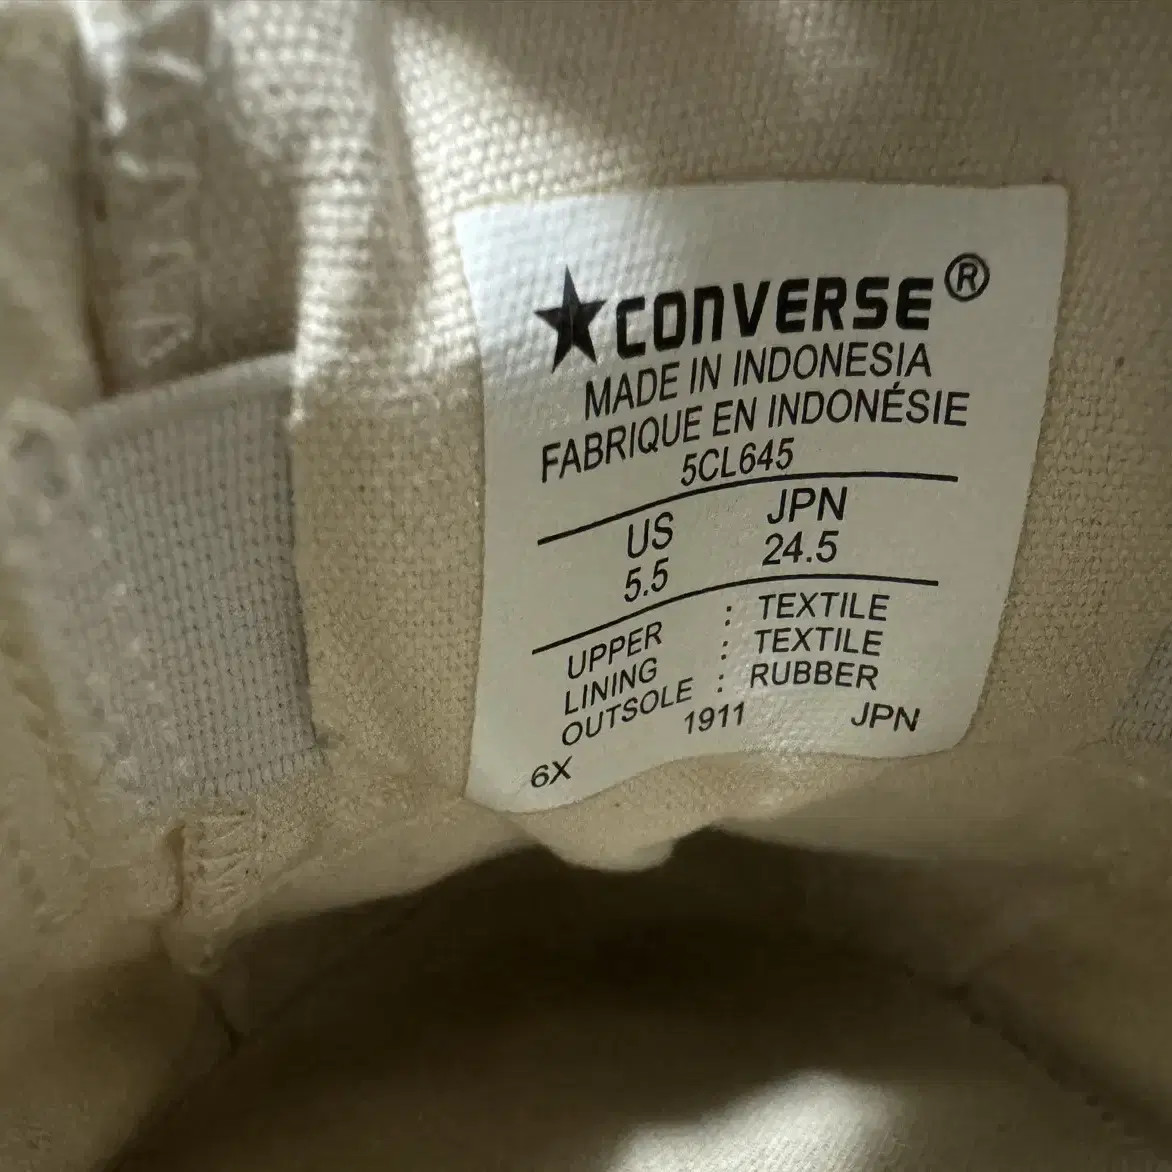 ★CONVERSE®
MADE IN INDONESIA
FABRIQUE EN INDONÉSIE
5CL645
US JPN
5.5 24.5
UPPER : TEXTILE
LINING : TEXTILE
OUTSOLE : RUBBER
1911 JPN
6X